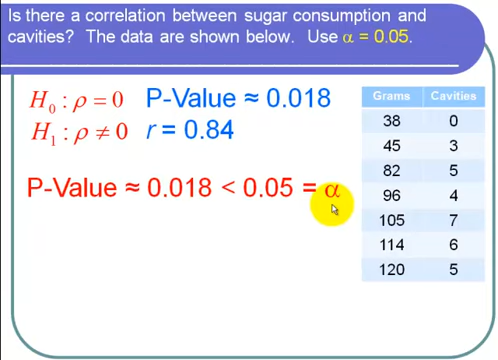 Is there a correlation between sugar consumption and
cavities?  The data are shown below.  Use α = 0.05.
H₀ : ρ = 0 P-Value ≈ 0.018
H₁ : ρ ≠ 0 r = 0.84
P-Value ≈ 0.018 < 0.05 = α
Grams Cavities
38 0
45 3
82 5
96 4
105 7
114 6
120 5